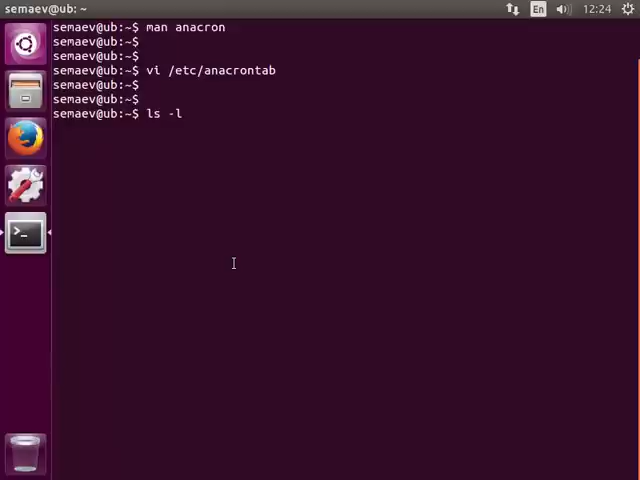 semaev@ub: ~
En
12:24
semaev@ub:~$ man anacron
semaev@ub:~$
semaev@ub:~$
semaev@ub:~$ vi /etc/anacrontab
semaev@ub:~$
semaev@ub:~$
semaev@ub:~$ ls -l
>_